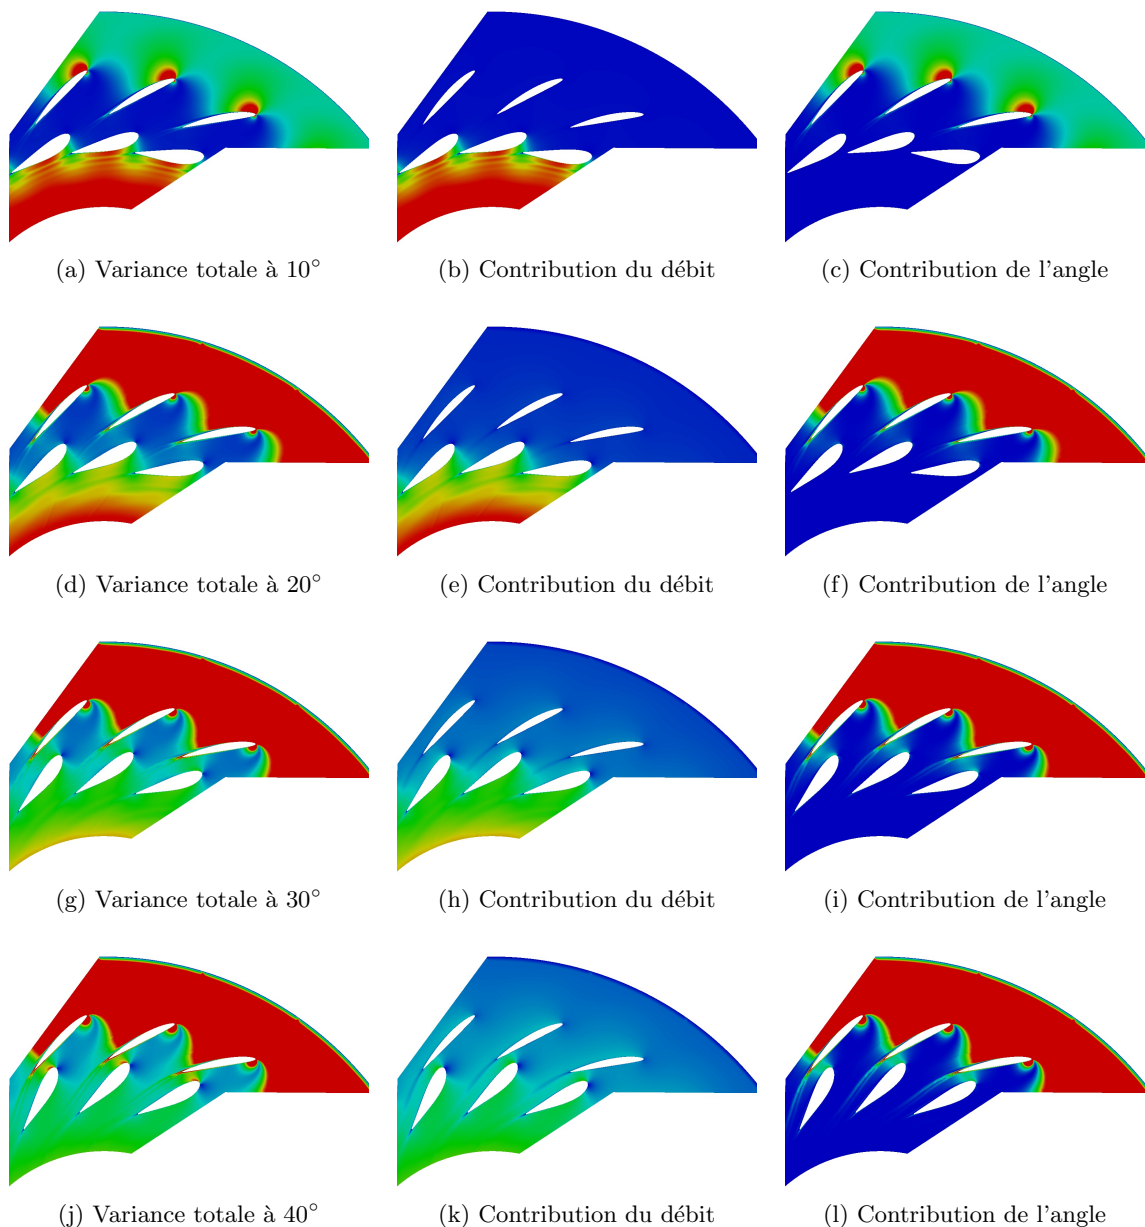 (a) Variance totale à 10°
(b) Contribution du débit
(c) Contribution de l'angle
(d) Variance totale à 20°
(e) Contribution du débit
(f) Contribution de l'angle
(g) Variance totale à 30°
(h) Contribution du débit
(i) Contribution de l'angle
(j) Variance totale à 40°
(k) Contribution du débit
(l) Contribution de l'angle